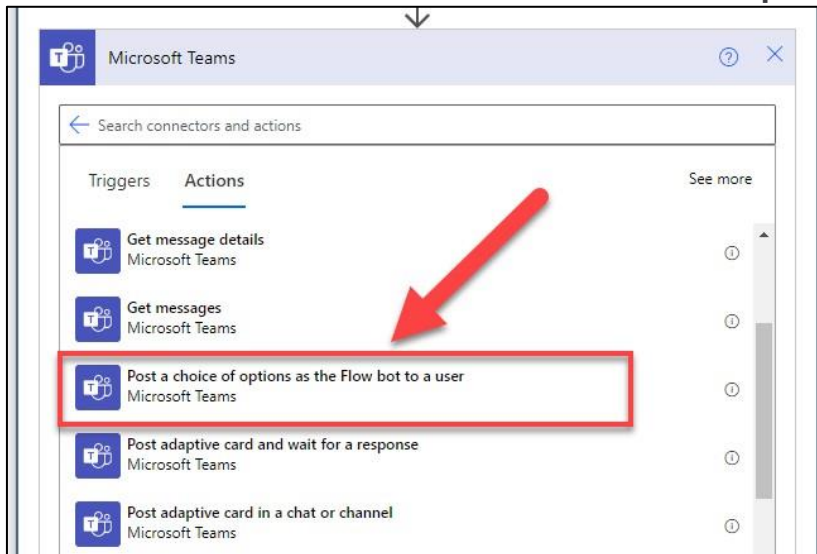 Microsoft Teams
Search connectors and actions
Triggers Actions See more
Get message details
Microsoft Teams
Get messages
Microsoft Teams
Post a choice of options as the Flow bot to a user
Microsoft Teams
Post adaptive card and wait for a response
Microsoft Teams
Post adaptive card in a chat or channel
Microsoft Teams